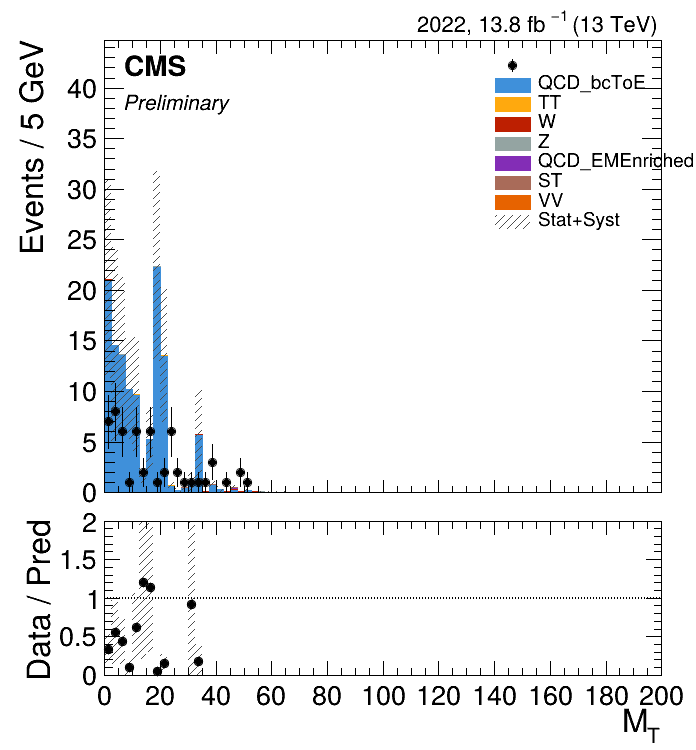 2022, 13.8 fb⁻¹ (13 TeV)
CMS
Preliminary
Events / 5 GeV
QCD_bcToE
TT
W
Z
QCD_EMEnriched
ST
VV
Stat+Syst
40
35
30
25
20
15
10
5
0
Data / Pred
2
1.5
1
0.5
0
0 20 40 60 80 100 120 140 160 180 200
M_T